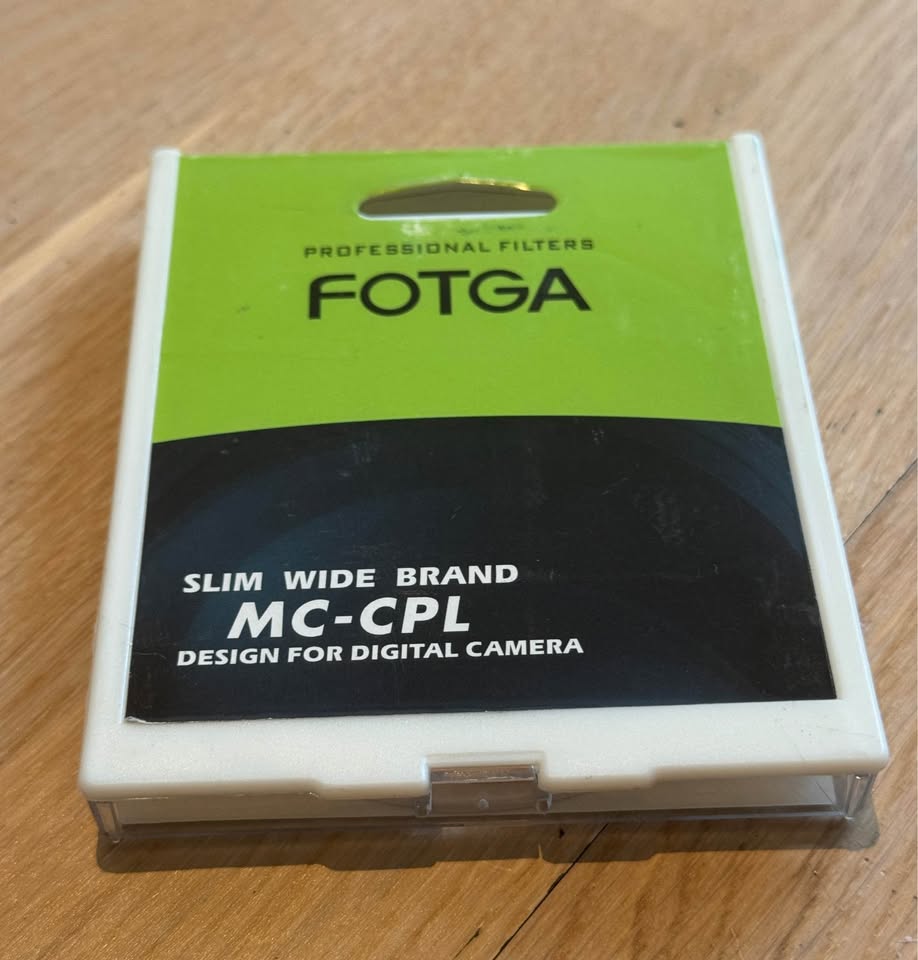 PROFESSIONAL FILTERS
FOTGA
SLIM WIDE BRAND
MC-CPL
DESIGN FOR DIGITAL CAMERA